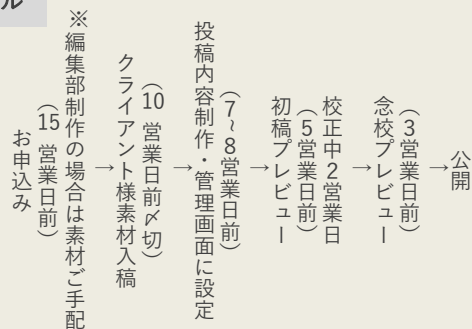 ル
お申込み
（15営業日前）
※編集部制作の場合は素材ご手配
→
クライアント様素材入稿
（10営業日前〆切）
→
投稿内容制作・管理画面に設定
（7~8営業日前）
→
初稿プレビュー
（5営業日前）
校正中2営業日
→
念校プレビュー
（3営業日前）
→
公開